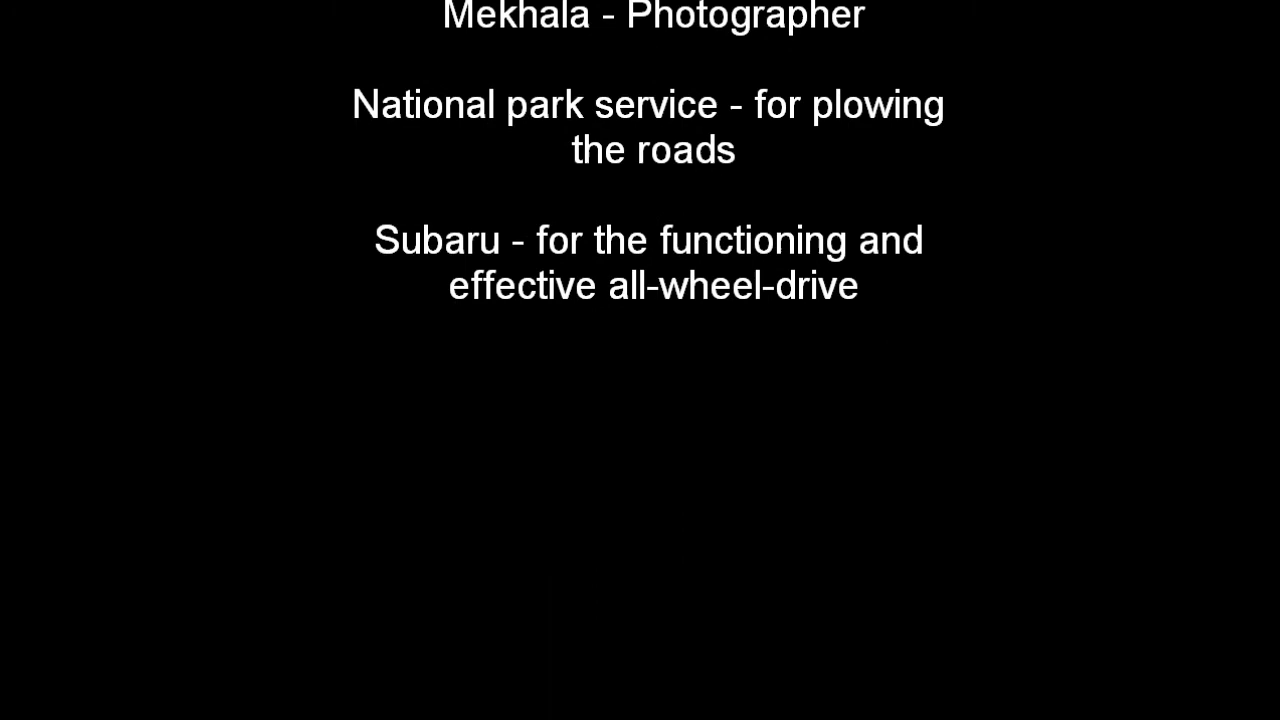 Mekhala - Photographer
National park service - for plowing
the roads
Subaru - for the functioning and
effective all-wheel-drive